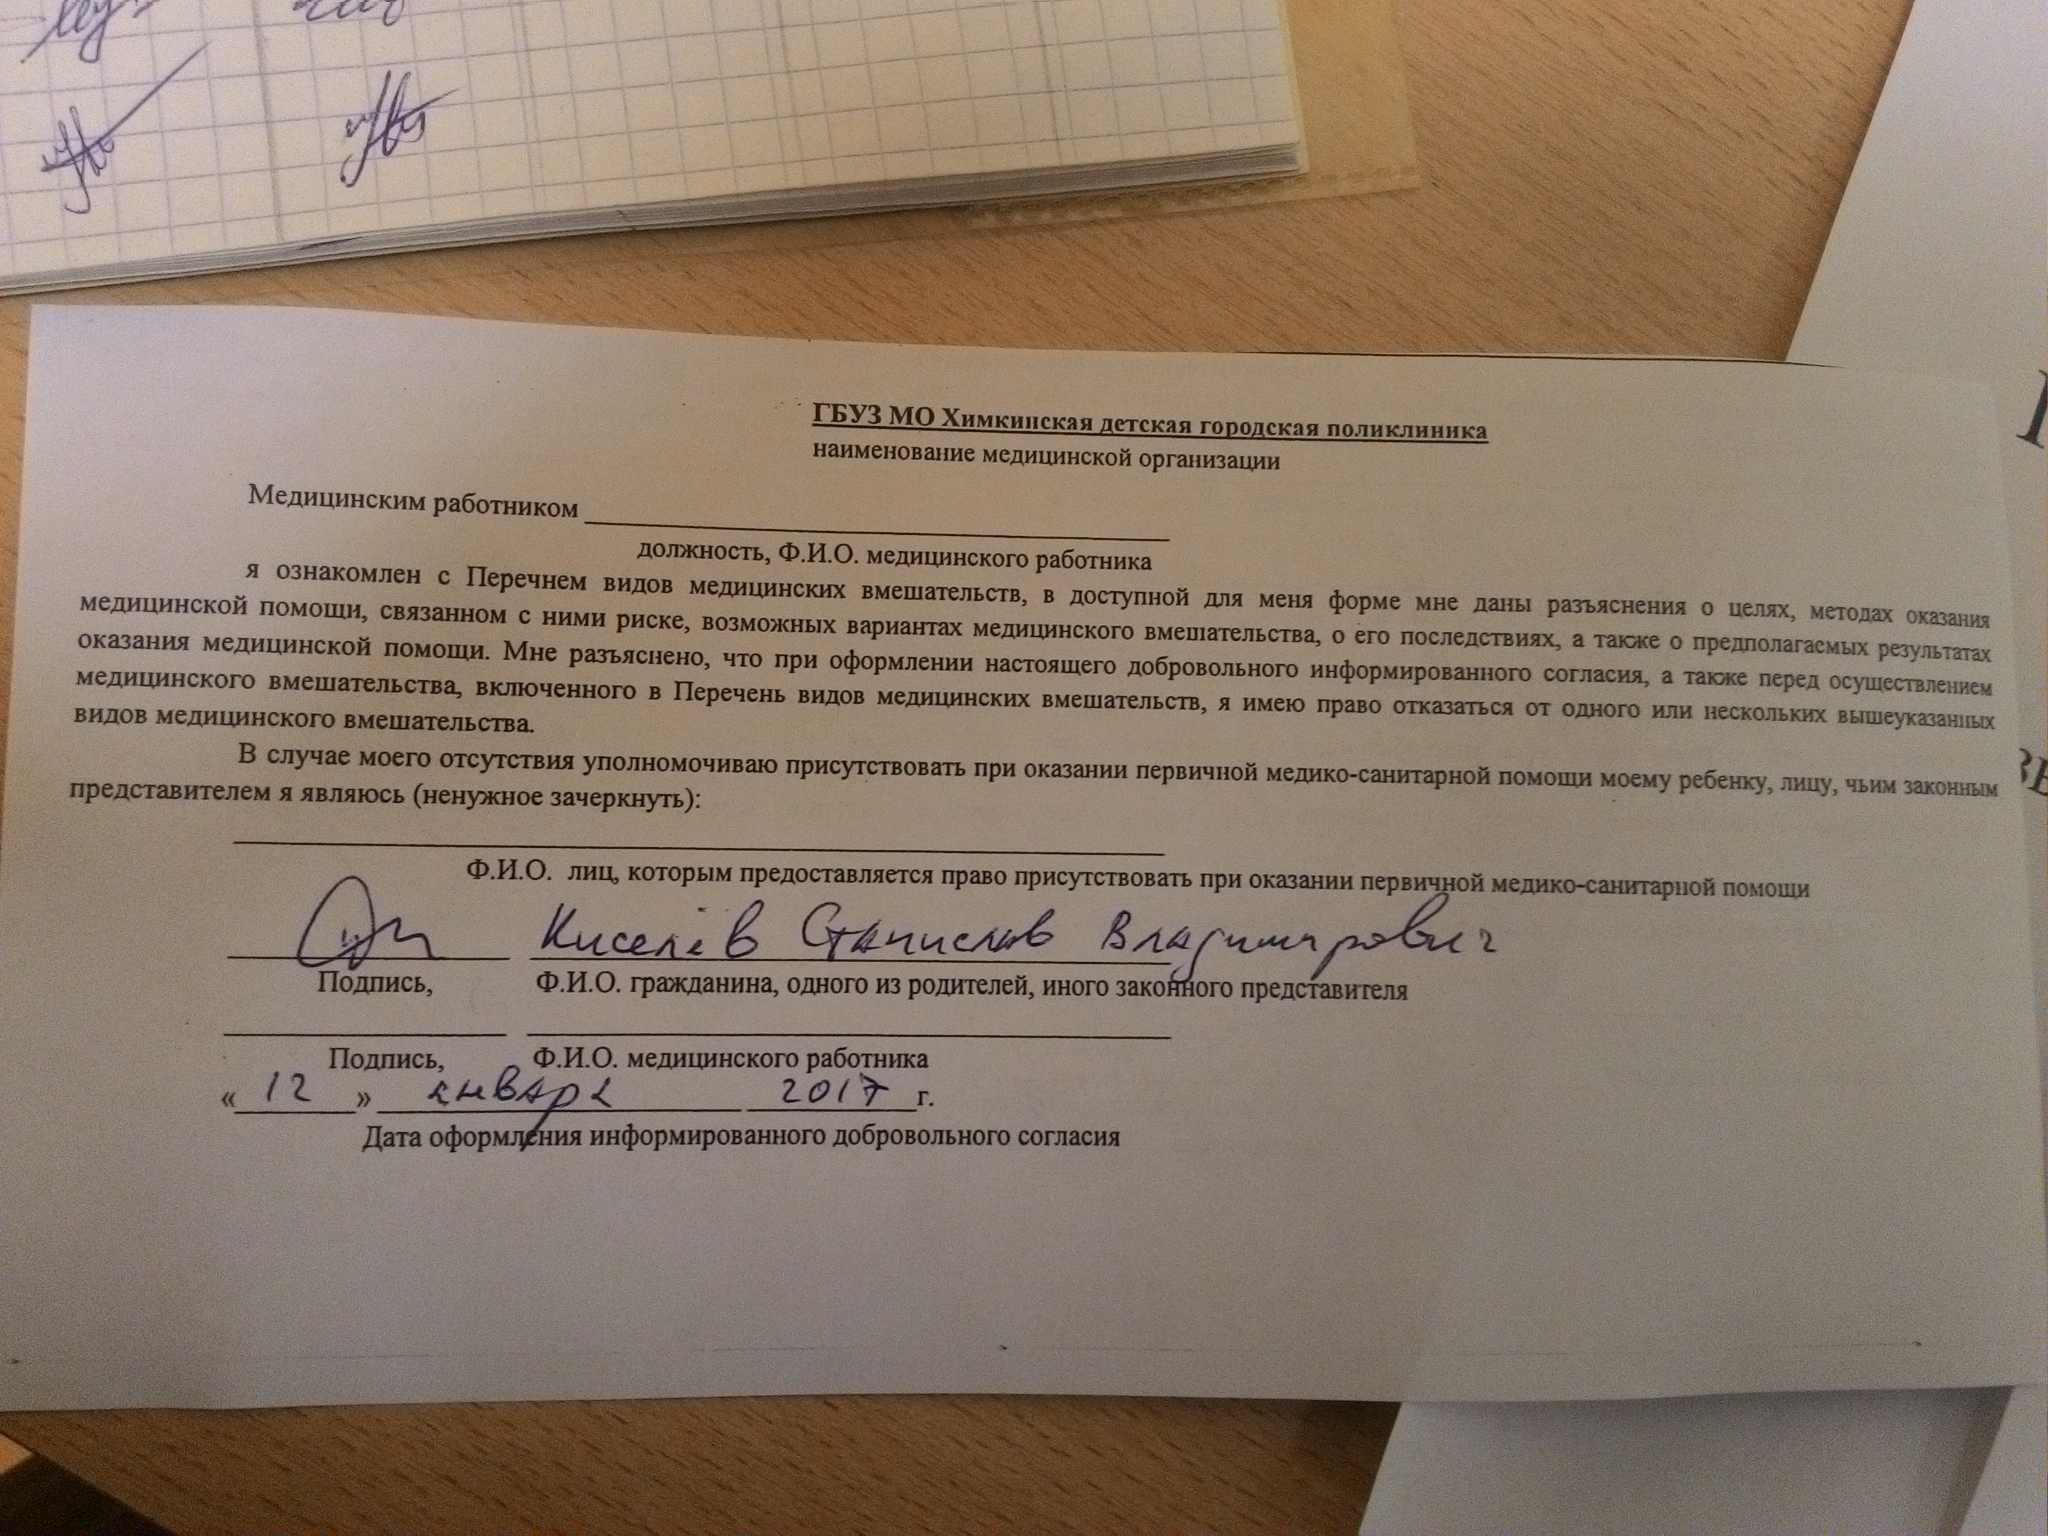 ГБУЗ МО Химкинская детская городская поликлиника
наименование медицинской организации
Медицинским работником
должность, Ф.И.О. медицинского работника
я ознакомлен с Перечнем видов медицинских вмешательств, в доступной для меня форме мне даны разъяснения о целях, методах оказания
медицинской помощи, связанном с ними риске, возможных вариантах медицинского вмешательства, о его последствиях, а также о предполагаемых результатах
оказания медицинской помощи. Мне разъяснено, что при оформлении настоящего добровольного информированного согласия, а также перед осуществлением
медицинского вмешательства, включенного в Перечень видов медицинских вмешательств, я имею право отказаться от одного или нескольких вышеуказанных
видов медицинского вмешательства.
В случае моего отсутствия уполномочиваю присутствовать при оказании первичной медико-санитарной помощи моему ребенку, лицу, чьим законным
представителем я являюсь (ненужное зачеркнуть):
Ф.И.О. лиц, которым предоставляется право присутствовать при оказании первичной медико-санитарной помощи
Киселёв Станислав Владимирович
Подпись, Ф.И.О. гражданина, одного из родителей, иного законного представителя
Подпись, Ф.И.О. медицинского работника
« 12 » января 2017 г.
Дата оформления информированного добровольного согласия